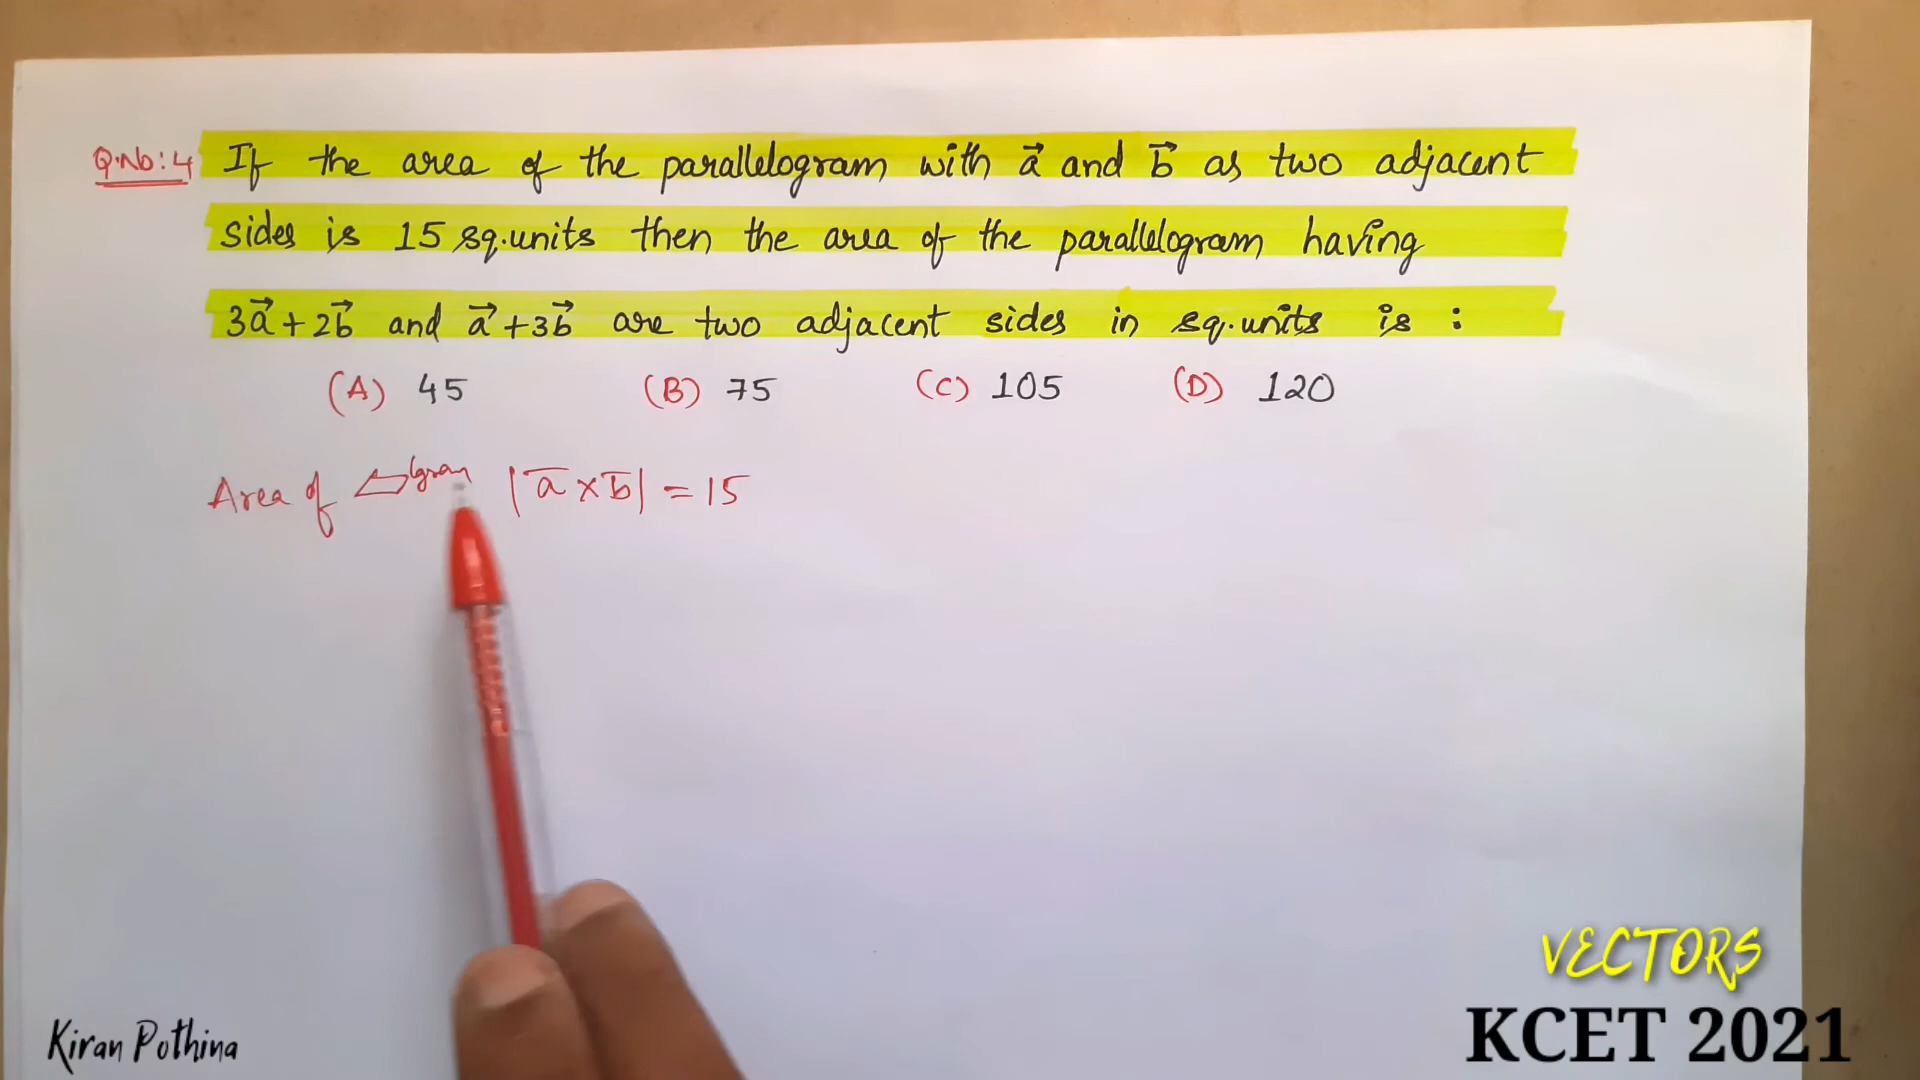 Q.No:4 If the area of the parallelogram with a⃗ and b⃗ as two adjacent
sides is 15 sq.units then the area of the parallelogram having
3a⃗+2b⃗ and a⃗+3b⃗ are two adjacent sides in sq.units is :
(A) 45 (B) 75 (C) 105 (D) 120
Area of ▱gram |a̅ × b̅| = 15
VECTORS
KCET 2021
Kiran Pothina